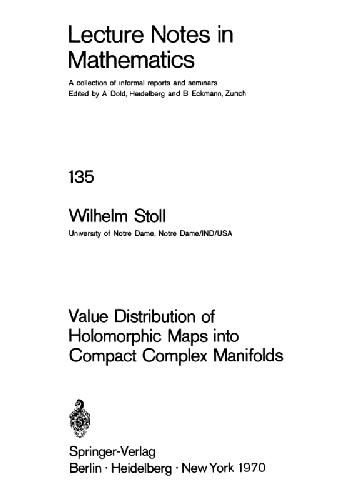 Lecture Notes in
Mathematics
A collection of informal reports and seminars
Edited by A Dold, Heidelberg and B Eckmann, Zurich
135
Wilhelm Stoll
University of Notre Dame, Notre Dame/IND/USA
Value Distribution of
Holomorphic Maps into
Compact Complex Manifolds
Springer-Verlag
Berlin · Heidelberg · New York 1970